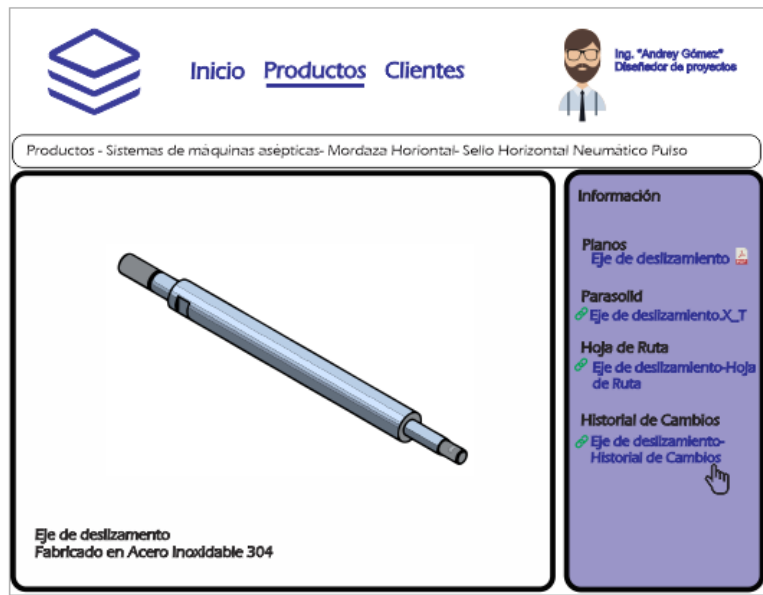 Inicio Productos Clientes
Ing. "Andrey Gómez"
Diseñador de proyectos
Productos - Sistemas de máquinas asépticas- Mordaza Horiontal- Sello Horizontal Neumático Pulso
Eje de deslizamento
Fabricado en Acero Inoxidable 304
Información
Planos
Eje de deslizamiento
Parasolid
Eje de deslizamiento.X_T
Hoja de Ruta
Eje de deslizamiento-Hoja
de Ruta
Historial de Cambios
Eje de deslizamiento-
Historial de Cambios